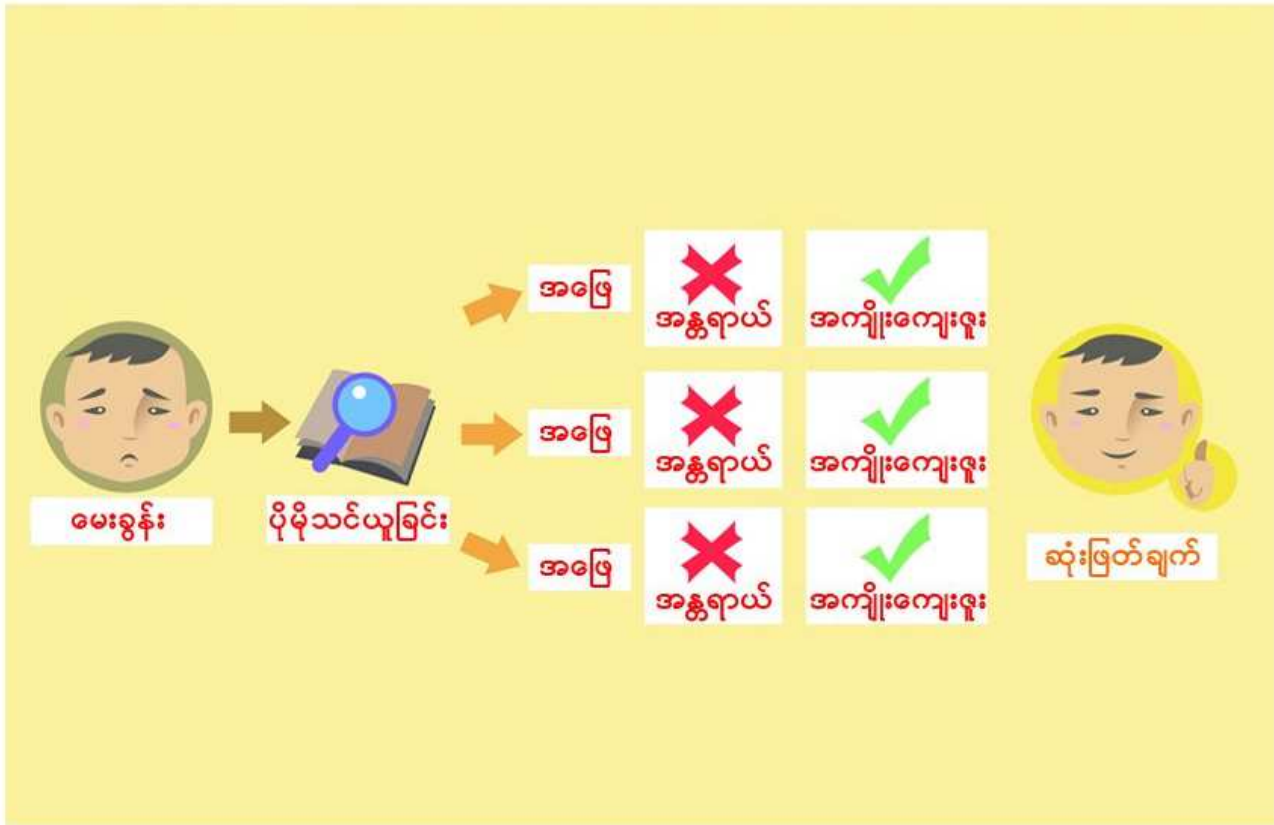 မေးခွန်း
ပိုမိုသင်ယူခြင်း
အဖြေ
အန္တရာယ်
အကျိုးကျေးဇူး
အဖြေ
အန္တရာယ်
အကျိုးကျေးဇူး
အဖြေ
အန္တရာယ်
အကျိုးကျေးဇူး
ဆုံးဖြတ်ချက်